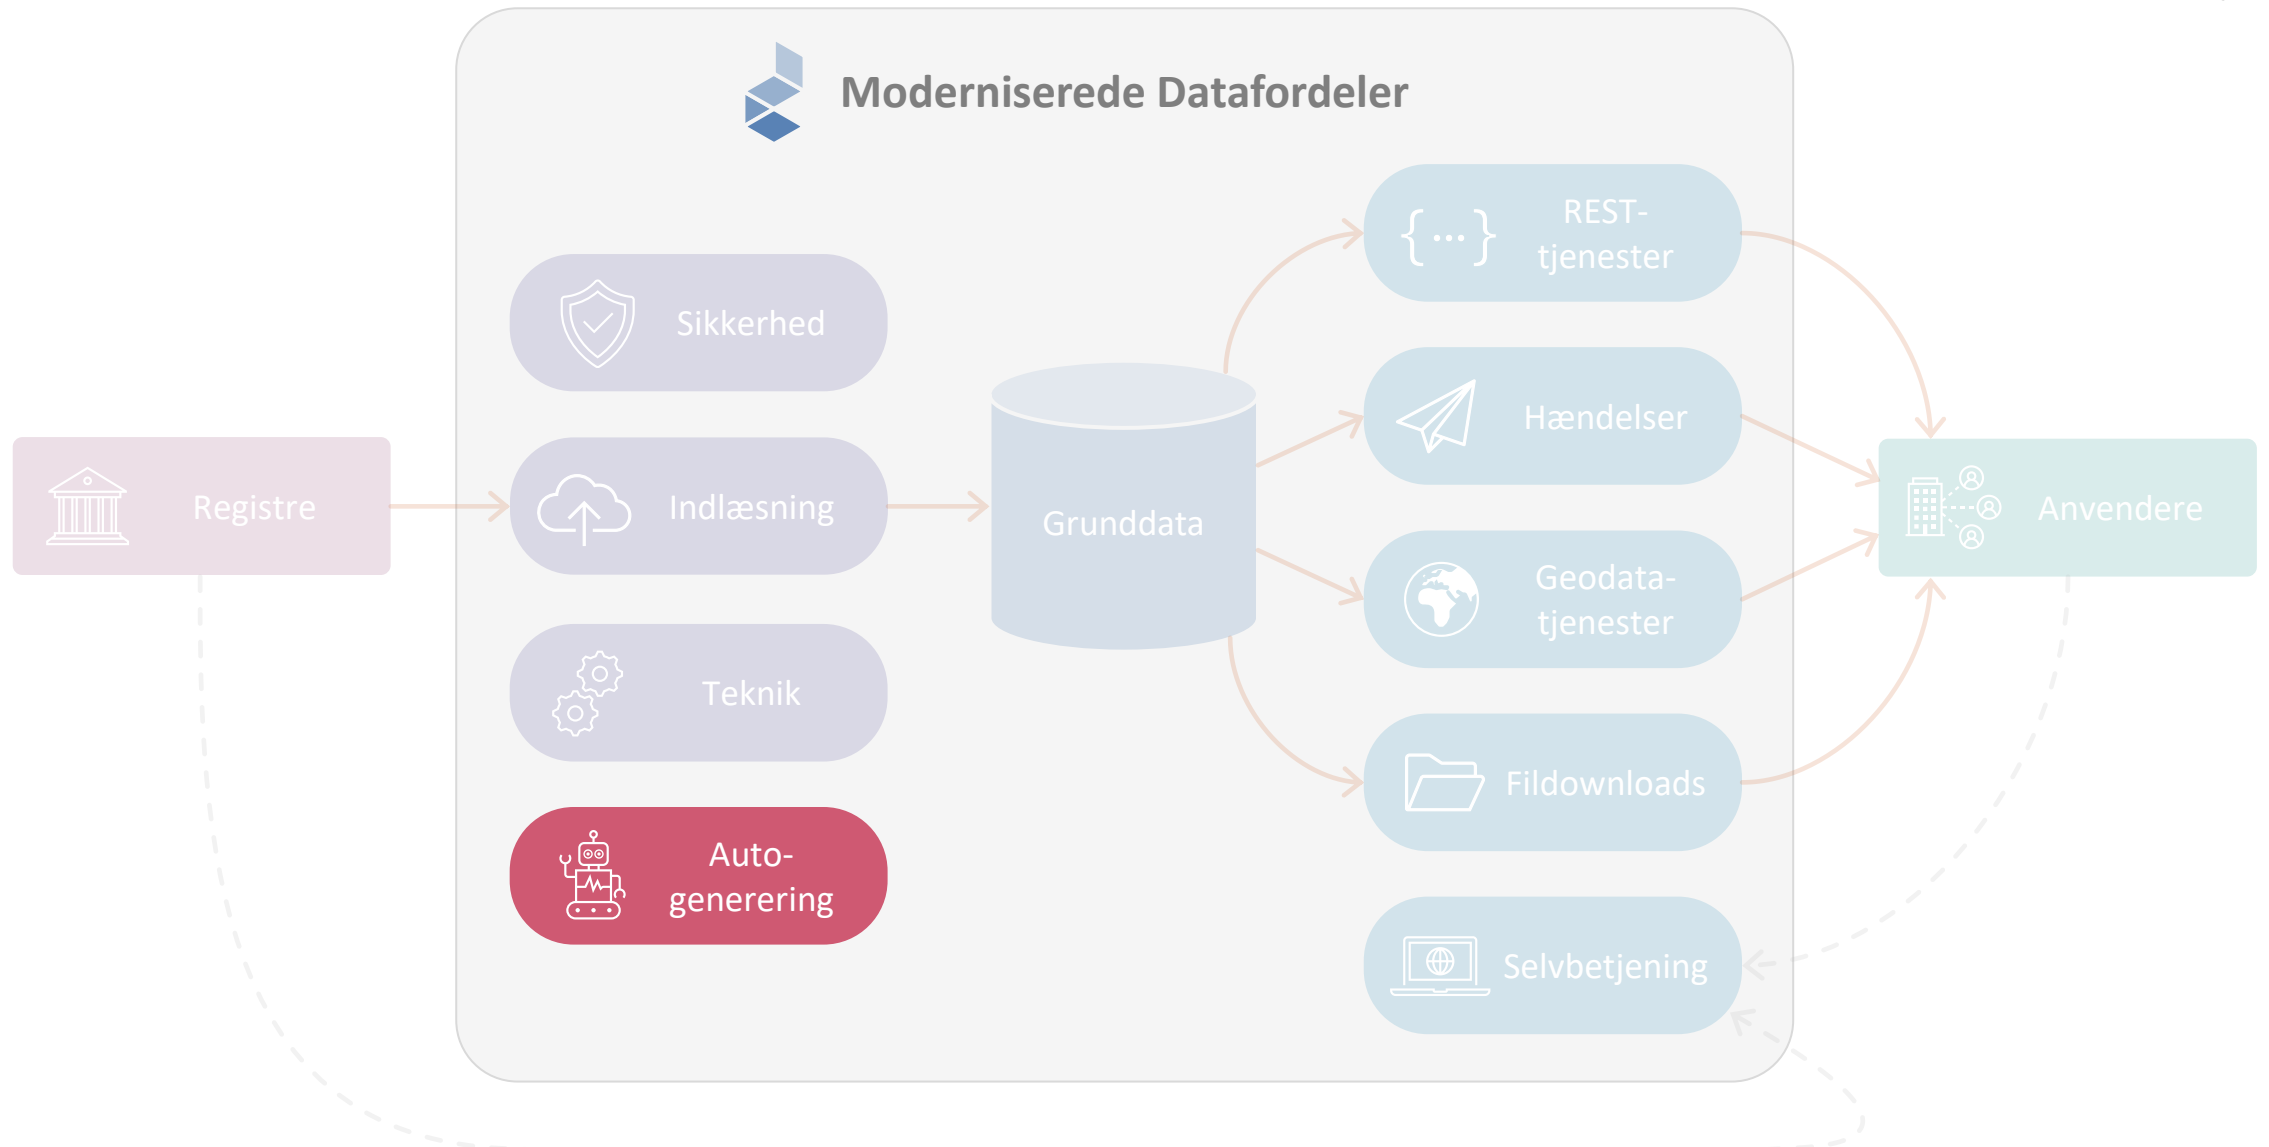 Moderniserede Datafordeler
Registre
Sikkerhed
Indlæsning
Teknik
Auto-
generering
Grunddata
REST-
tjenester
Hændelser
Geodata-
tjenester
Fildownloads
Selvbetjening
Anvendere